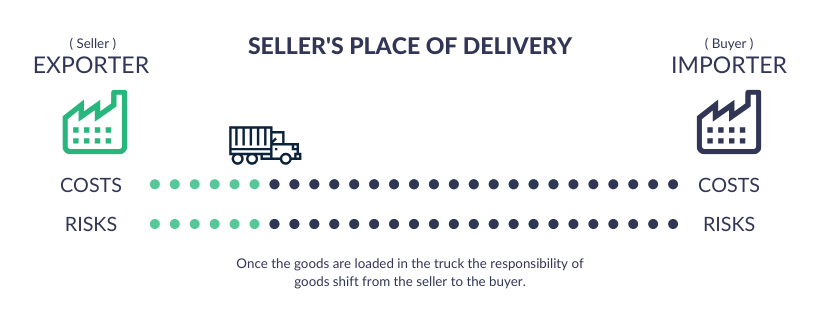 ( Seller )
EXPORTER
SELLER'S PLACE OF DELIVERY
( Buyer )
IMPORTER
COSTS
COSTS
RISKS
RISKS
Once the goods are loaded in the truck the responsibility of
goods shift from the seller to the buyer.